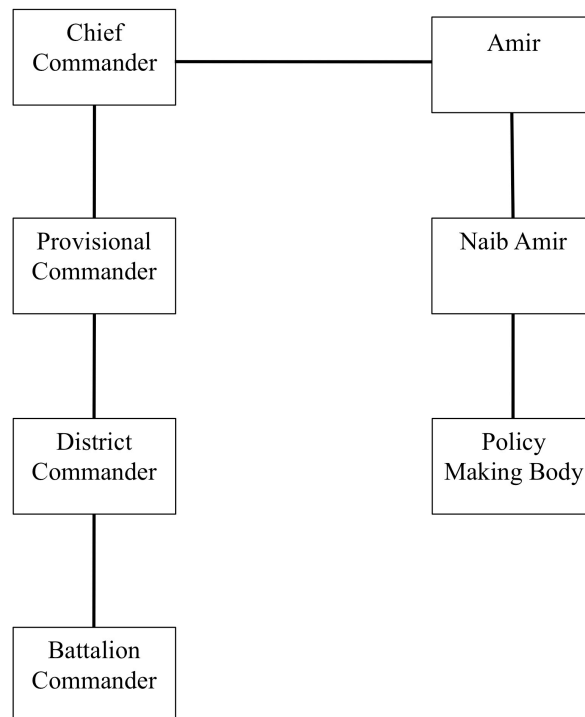 Chief
Commander
Amir
Provisional
Commander
Naib Amir
District
Commander
Policy
Making Body
Battalion
Commander